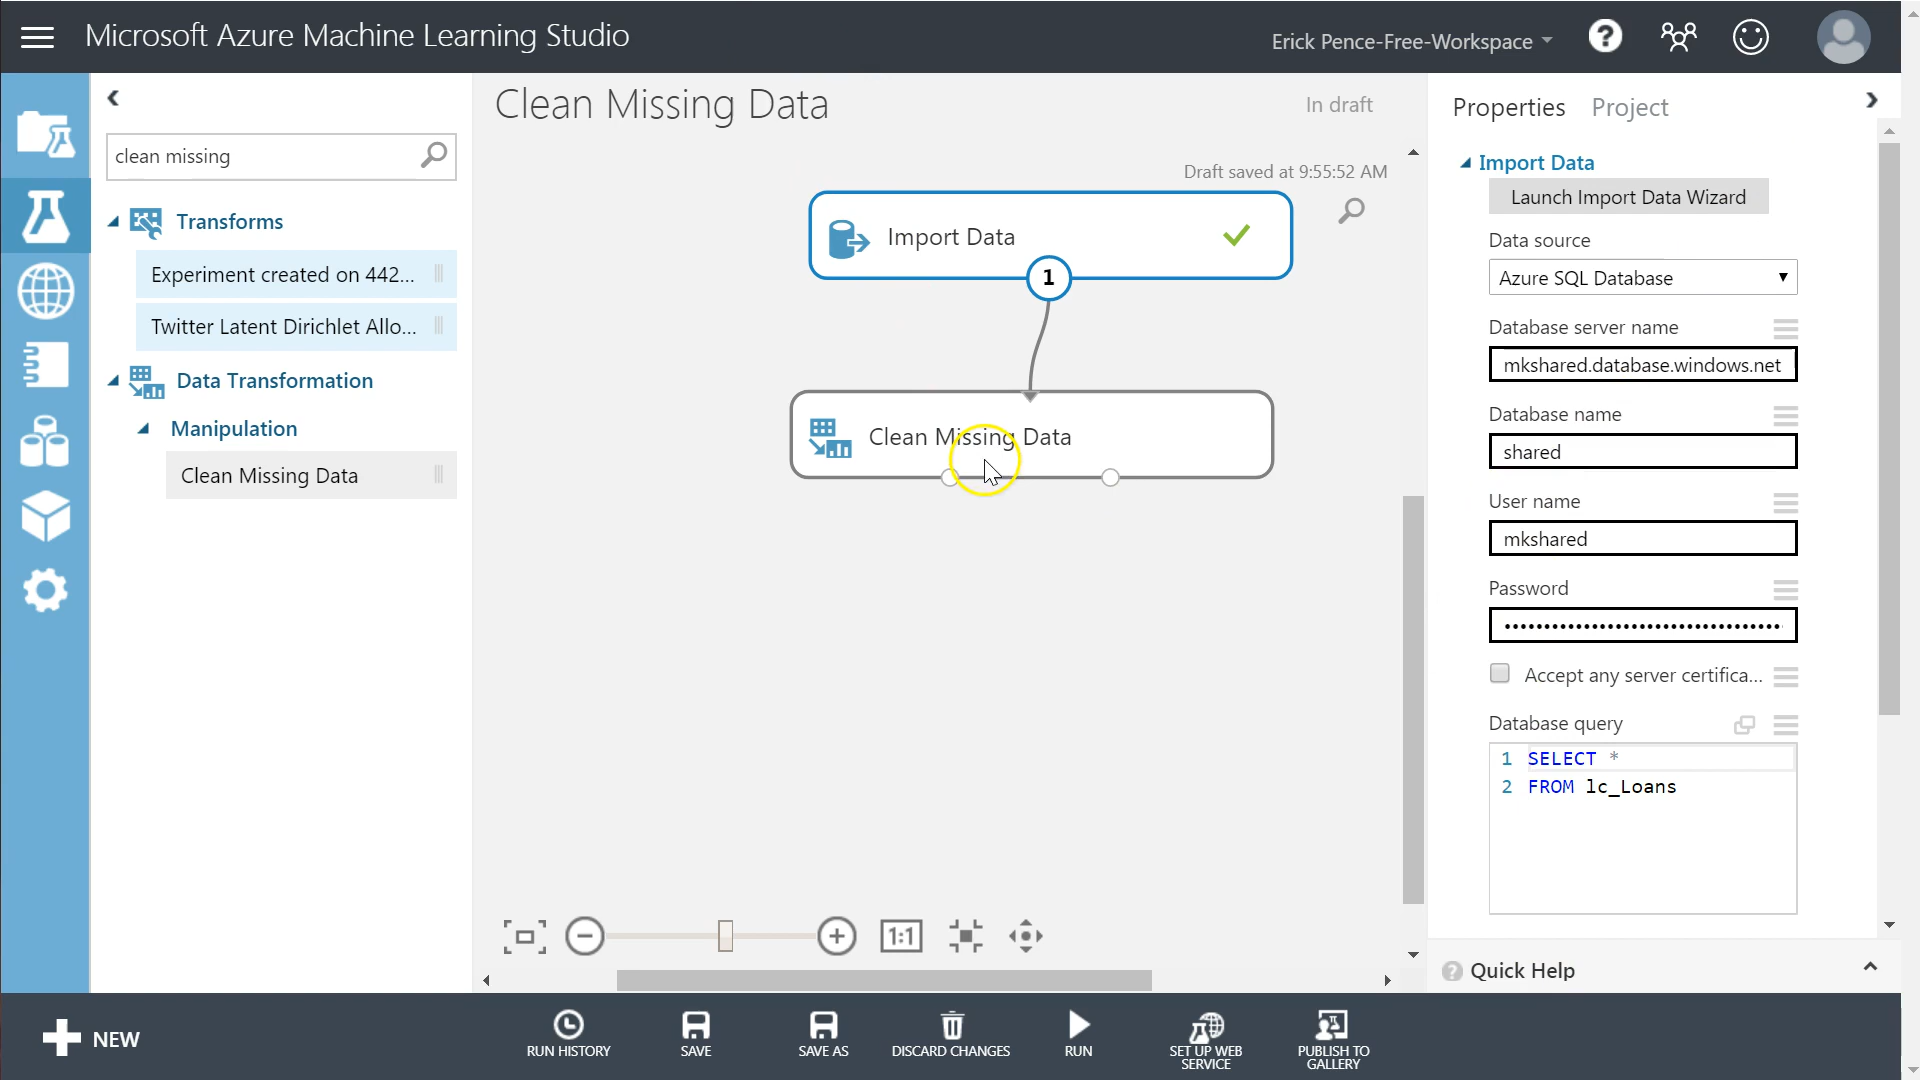 Microsoft Azure Machine Learning Studio
Erick Pence-Free-Workspace
?
clean missing
Transforms
Experiment created on 442...
Twitter Latent Dirichlet Allo...
Data Transformation
Manipulation
Clean Missing Data
Clean Missing Data
In draft
Draft saved at 9:55:52 AM
Import Data
1
Clean Missing Data
1:1
Properties Project
Import Data
Launch Import Data Wizard
Data source
Azure SQL Database
Database server name
mkshared.database.windows.net
Database name
shared
User name
mkshared
Password
••••••••••••••••••••••••••••••••••••
Accept any server certifica...
Database query
1 SELECT *
2 FROM lc_Loans
? Quick Help
NEW
RUN HISTORY
SAVE
SAVE AS
DISCARD CHANGES
RUN
SET UP WEB
SERVICE
PUBLISH TO
GALLERY